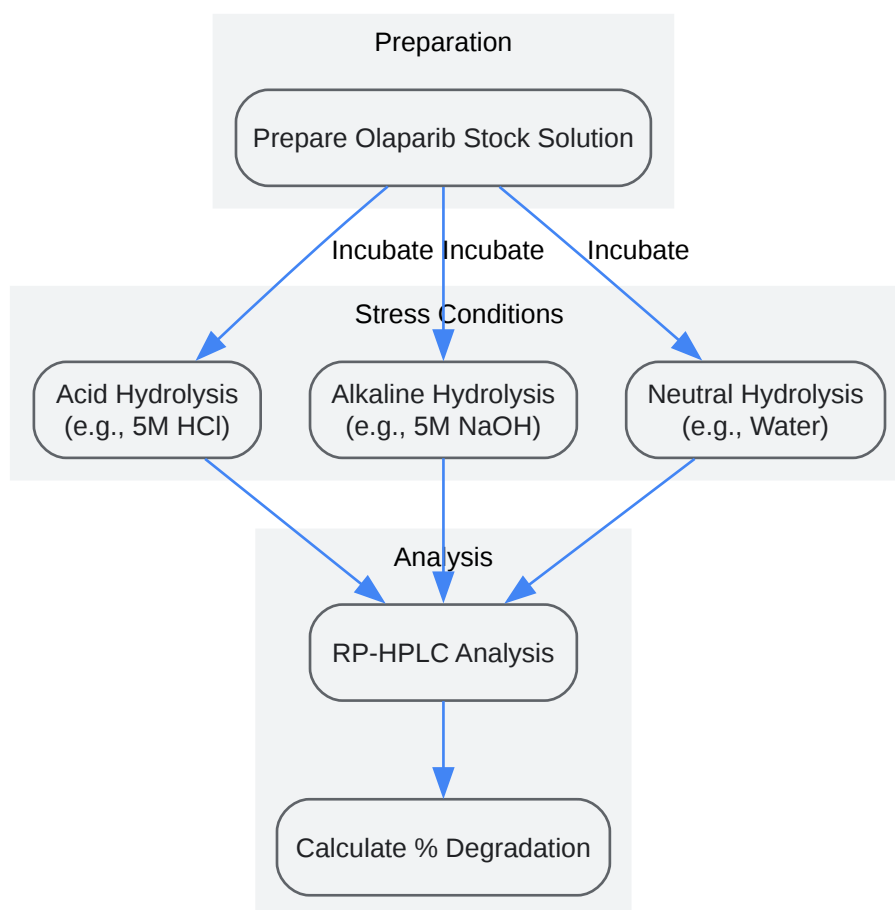 Preparation
Prepare Olaparib Stock Solution
Incubate
Incubate
Incubate
Stress Conditions
Acid Hydrolysis
(e.g., 5M HCl)
Alkaline Hydrolysis
(e.g., 5M NaOH)
Neutral Hydrolysis
(e.g., Water)
Analysis
RP-HPLC Analysis
Calculate % Degradation